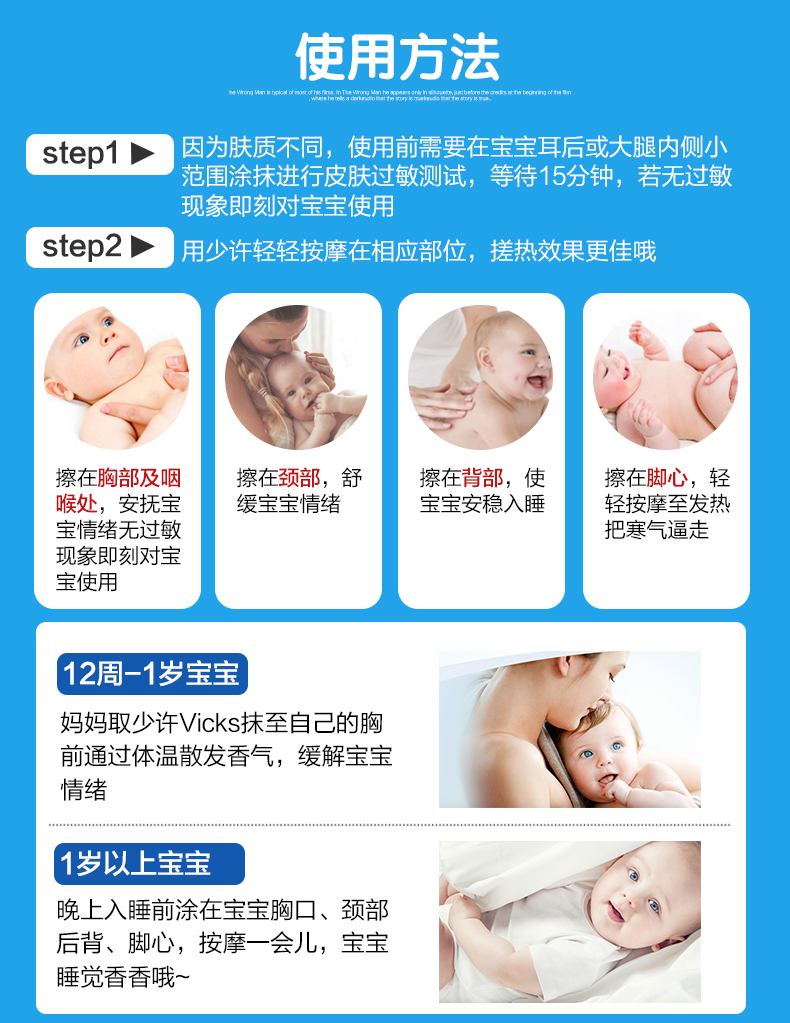 使用方法
he Wrong Man is typical of most of his films. In The Wrong Man he appears only in silhouette, just before the credits at the beginning of the film
, where he tells a darkeudio that the story is truekeudio that the story is true..
step1 ▶
因为肤质不同，使用前需要在宝宝耳后或大腿内侧小
范围涂抹进行皮肤过敏测试，等待15分钟，若无过敏
现象即刻对宝宝使用
step2 ▶
用少许轻轻按摩在相应部位，搓热效果更佳哦
擦在胸部及咽
喉处，安抚宝
宝情绪无过敏
现象即刻对宝
宝使用
擦在颈部，舒
缓宝宝情绪
擦在背部，使
宝宝安稳入睡
擦在脚心，轻
轻按摩至发热
把寒气逼走
12周-1岁宝宝
妈妈取少许Vicks抹至自己的胸
前通过体温散发香气，缓解宝宝
情绪
1岁以上宝宝
晚上入睡前涂在宝宝胸口、颈部
后背、脚心，按摩一会儿，宝宝
睡觉香香哦~